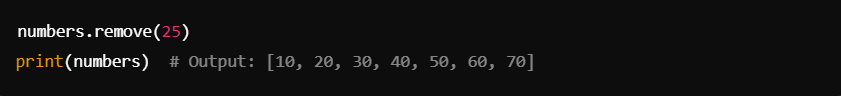 numbers.remove(25)
print(numbers)  # Output: [10, 20, 30, 40, 50, 60, 70]